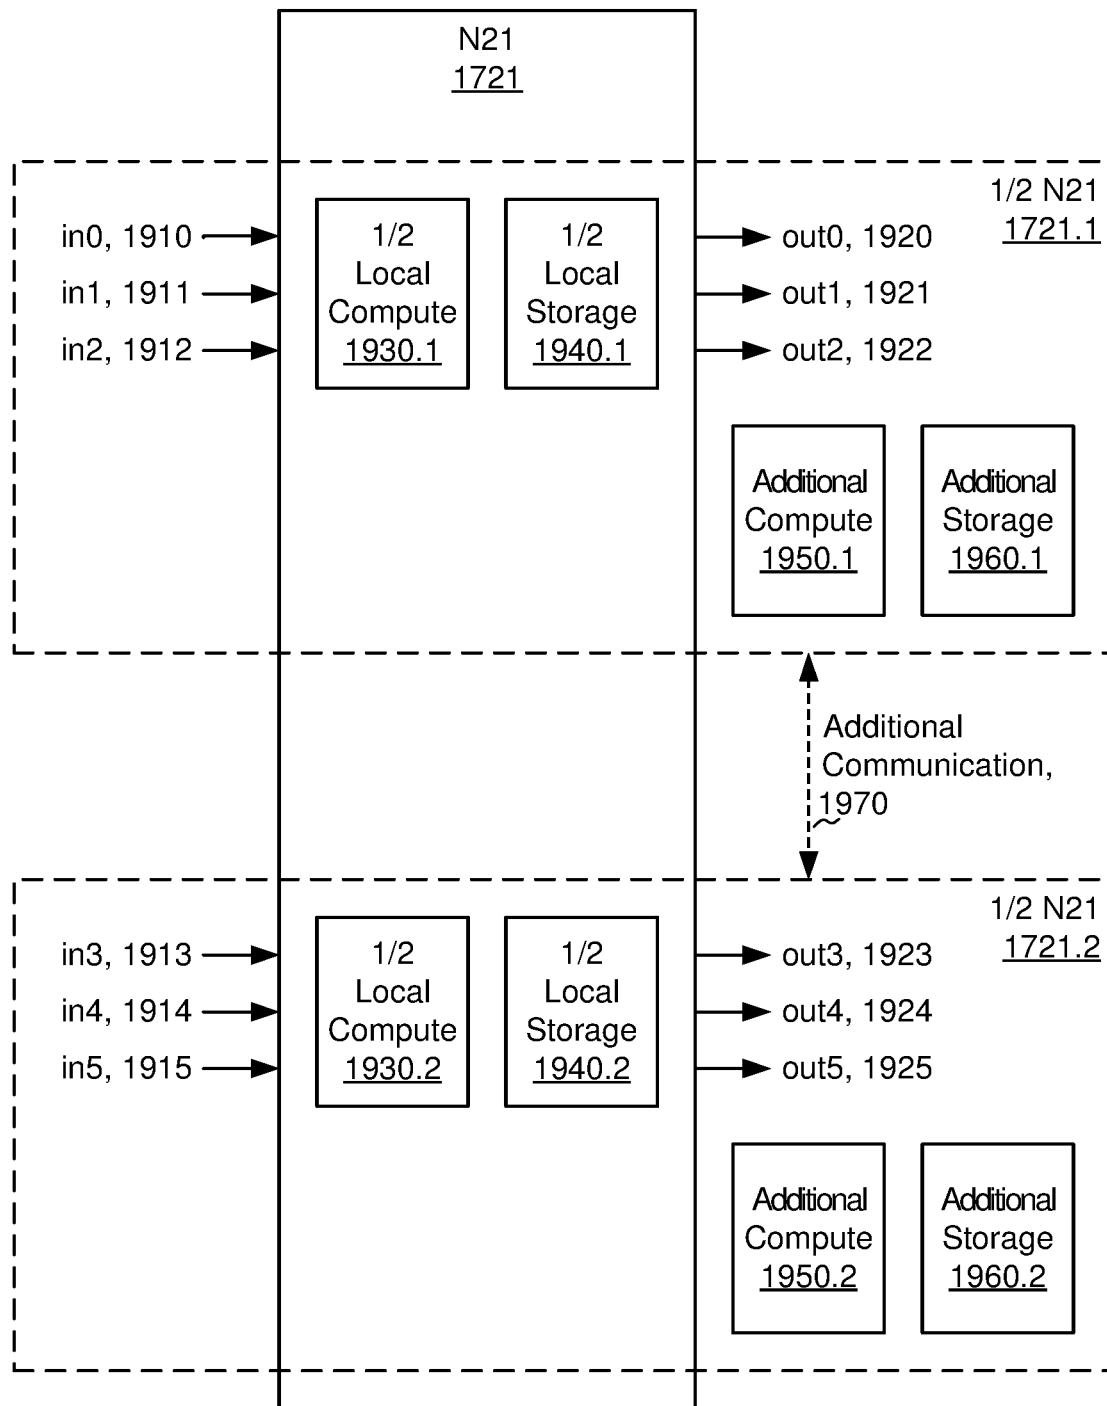 N21
1721
1/2 N21
1721.1
in0, 1910
in1, 1911
in2, 1912
1/2
Local
Compute
1930.1
1/2
Local
Storage
1940.1
out0, 1920
out1, 1921
out2, 1922
Additional
Compute
1950.1
Additional
Storage
1960.1
Additional
Communication,
1970
1/2 N21
1721.2
in3, 1913
in4, 1914
in5, 1915
1/2
Local
Compute
1930.2
1/2
Local
Storage
1940.2
out3, 1923
out4, 1924
out5, 1925
Additional
Compute
1950.2
Additional
Storage
1960.2